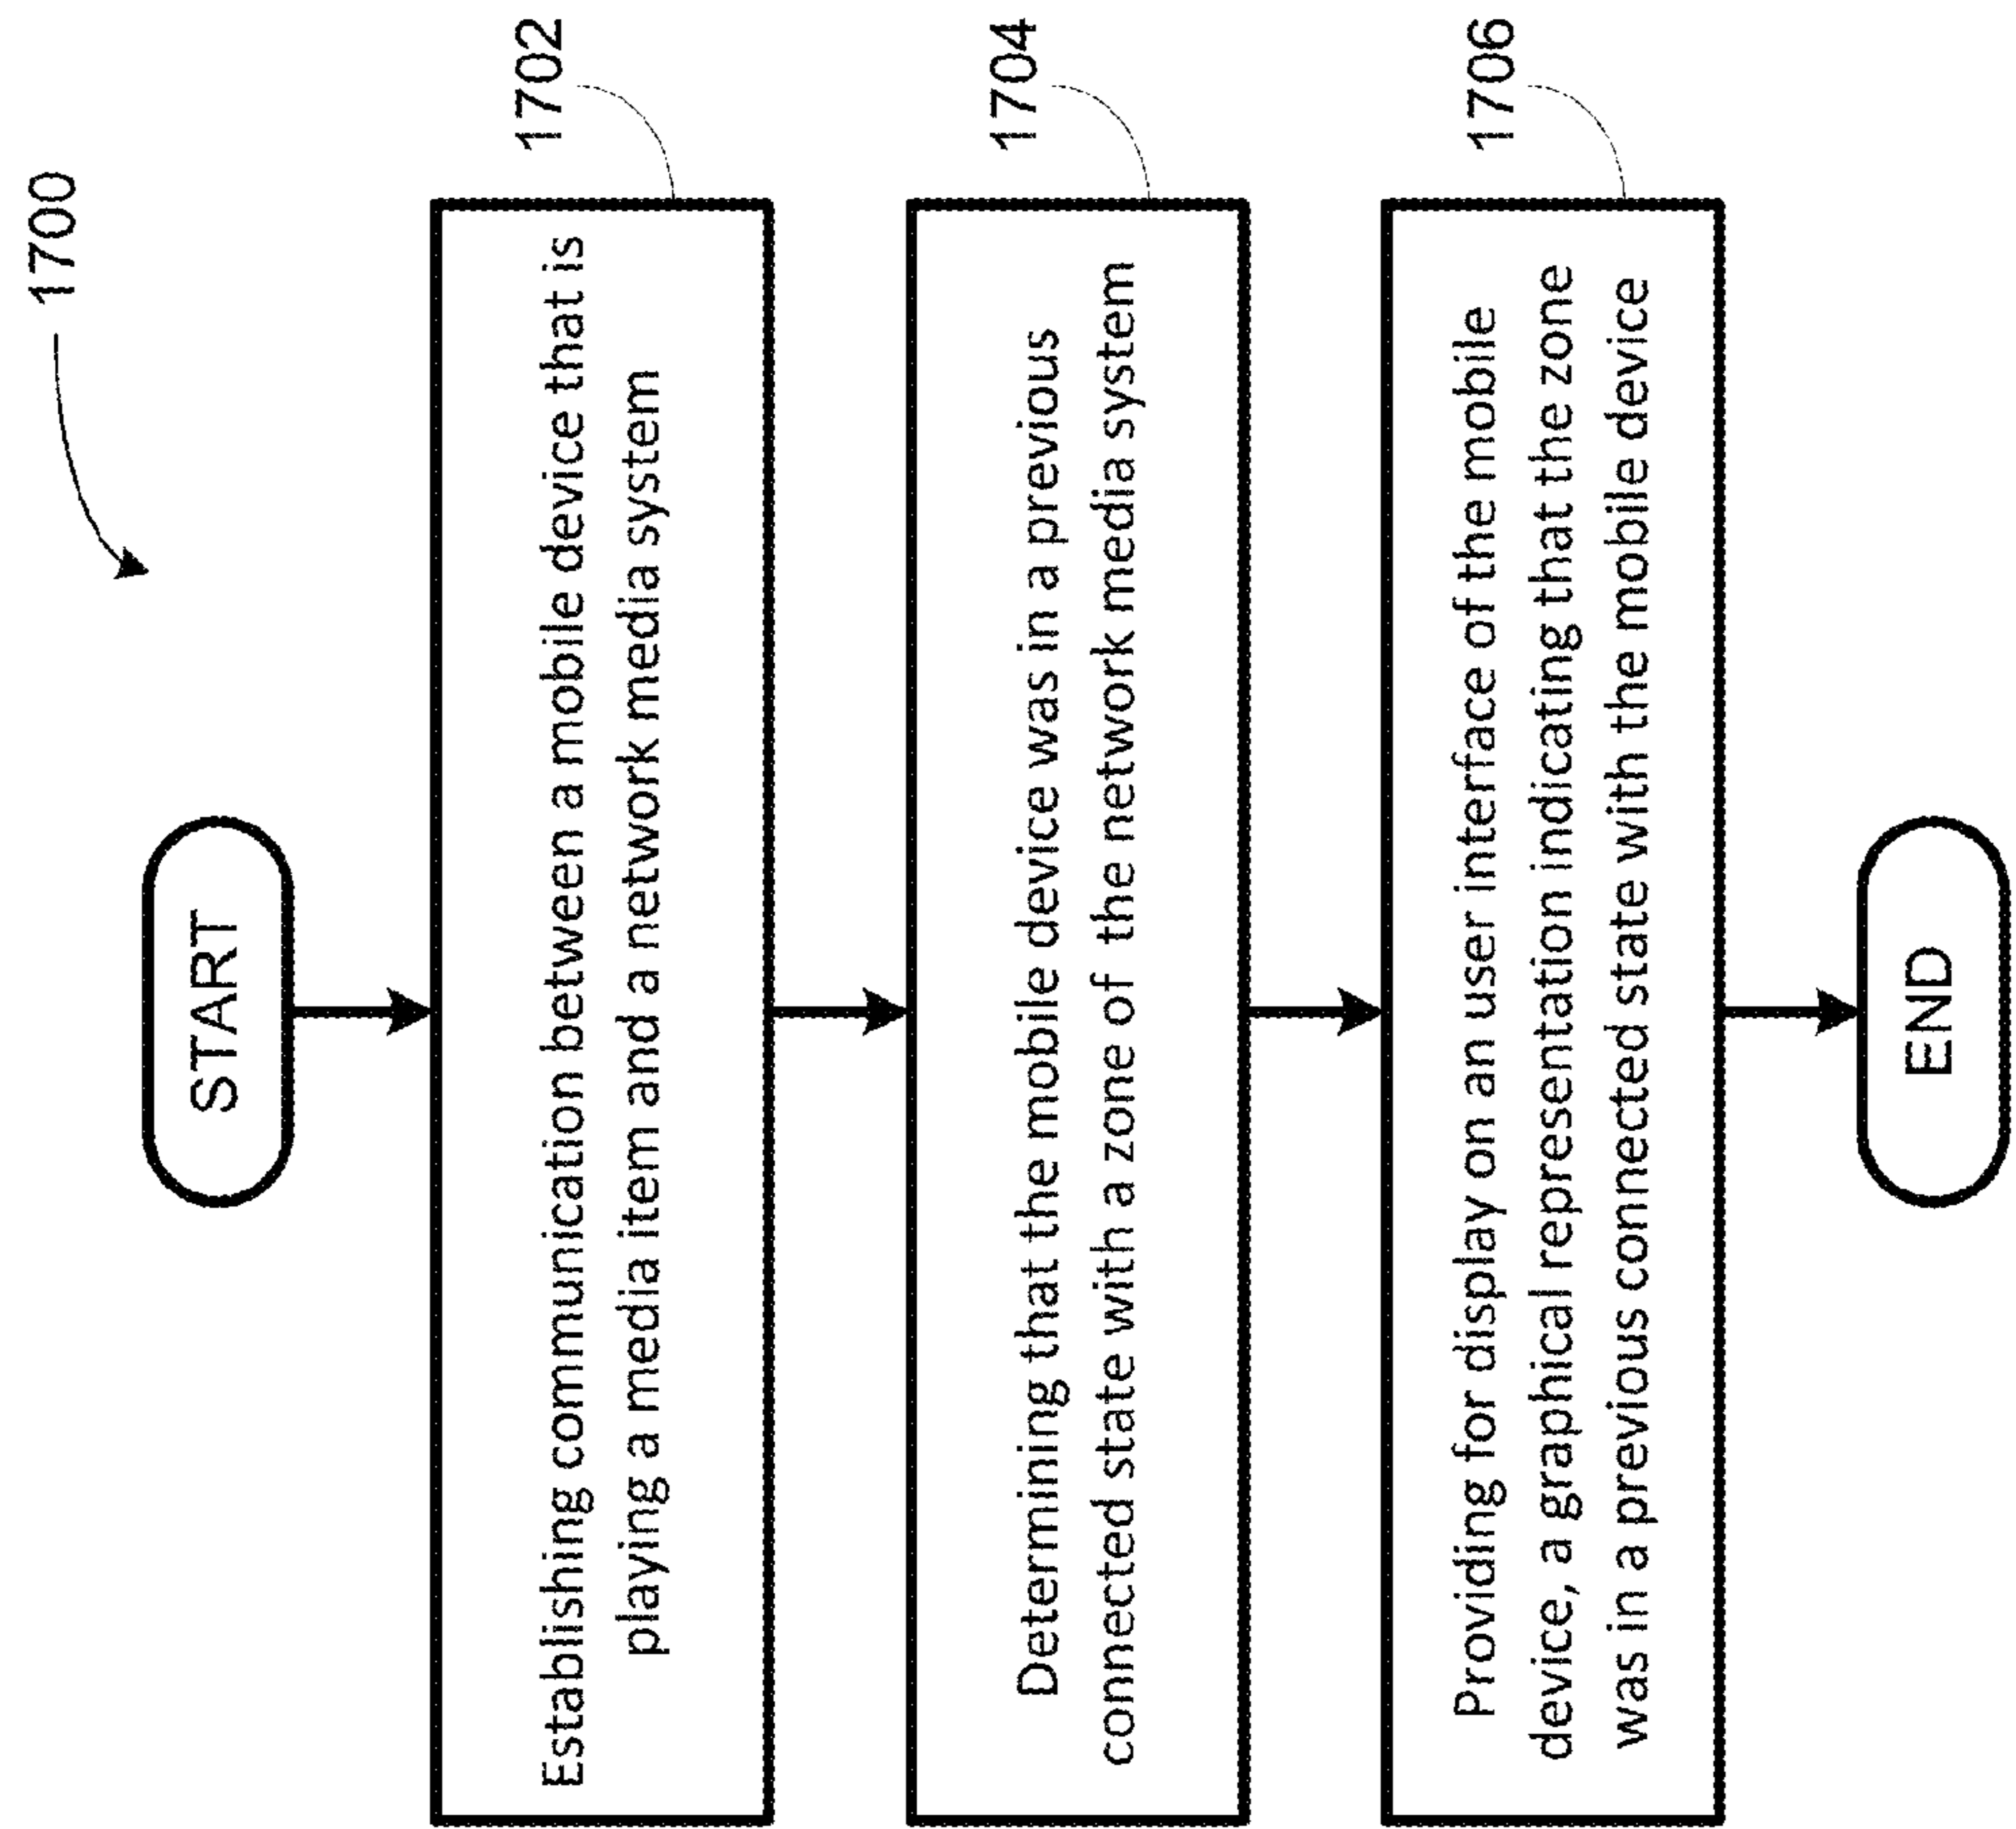 1700
START
Establishing communication between a mobile device that is
playing a media item and a network media system
1702
Determining that the mobile device was in a previous
connected state with a zone of the network media system
1704
Providing for display on an user interface of the mobile
device, a graphical representation indicating that the zone
was in a previous connected state with the mobile device
1706
END